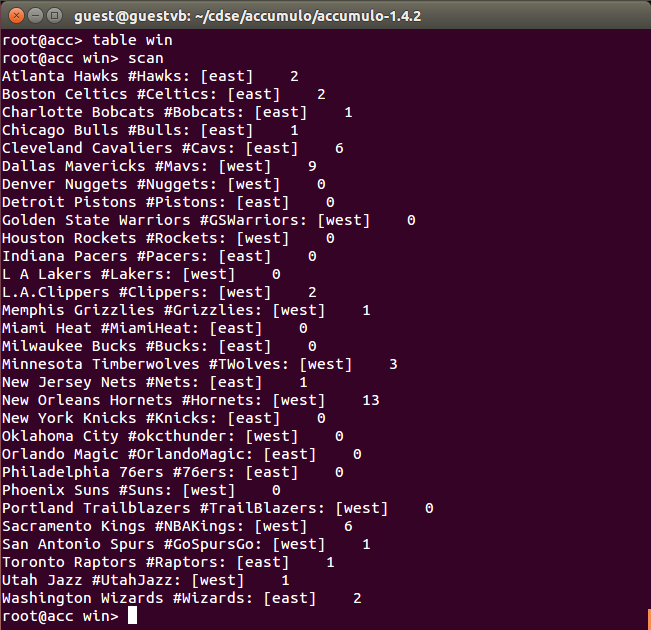 guest@guestvb: ~/cdse/accumulo/accumulo-1.4.2
root@acc> table win
root@acc win> scan
Atlanta Hawks #Hawks: [east]    2
Boston Celtics #Celtics: [east]    2
Charlotte Bobcats #Bobcats: [east]    1
Chicago Bulls #Bulls: [east]    1
Cleveland Cavaliers #Cavs: [east]    6
Dallas Mavericks #Mavs: [west]    9
Denver Nuggets #Nuggets: [west]    0
Detroit Pistons #Pistons: [east]    0
Golden State Warriors #GSWarriors: [west]    0
Houston Rockets #Rockets: [west]    0
Indiana Pacers #Pacers: [east]    0
L A Lakers #Lakers: [west]    0
L.A.Clippers #Clippers: [west]    2
Memphis Grizzlies #Grizzlies: [west]    1
Miami Heat #MiamiHeat: [east]    0
Milwaukee Bucks #Bucks: [east]    0
Minnesota Timberwolves #TWolves: [west]    3
New Jersey Nets #Nets: [east]    1
New Orleans Hornets #Hornets: [west]    13
New York Knicks #Knicks: [east]    0
Oklahoma City #okcthunder: [west]    0
Orlando Magic #OrlandoMagic: [east]    0
Philadelphia 76ers #76ers: [east]    0
Phoenix Suns #Suns: [west]    0
Portland Trailblazers #TrailBlazers: [west]    0
Sacramento Kings #NBAKings: [west]    6
San Antonio Spurs #GoSpursGo: [west]    1
Toronto Raptors #Raptors: [east]    1
Utah Jazz #UtahJazz: [west]    1
Washington Wizards #Wizards: [east]    2
root@acc win>